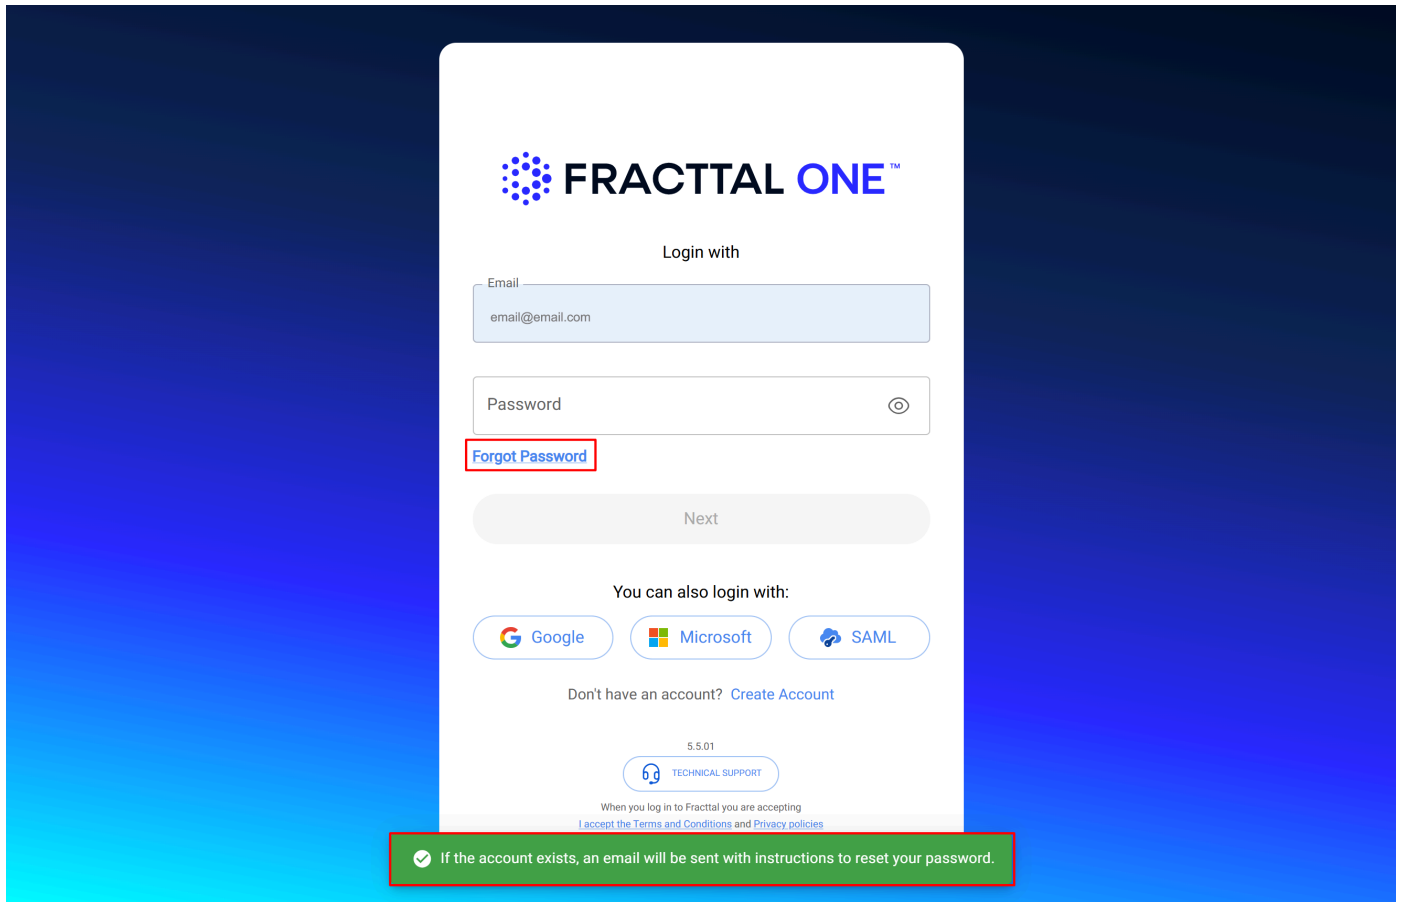 FRACTTAL ONE™
Login with
Email
email@email.com
Password
Forgot Password
Next
You can also login with:
Google
Microsoft
SAML
Don't have an account? Create Account
5.5.01
TECHNICAL SUPPORT
When you log in to Fracttal you are accepting
I accept the Terms and Conditions and Privacy policies
If the account exists, an email will be sent with instructions to reset your password.